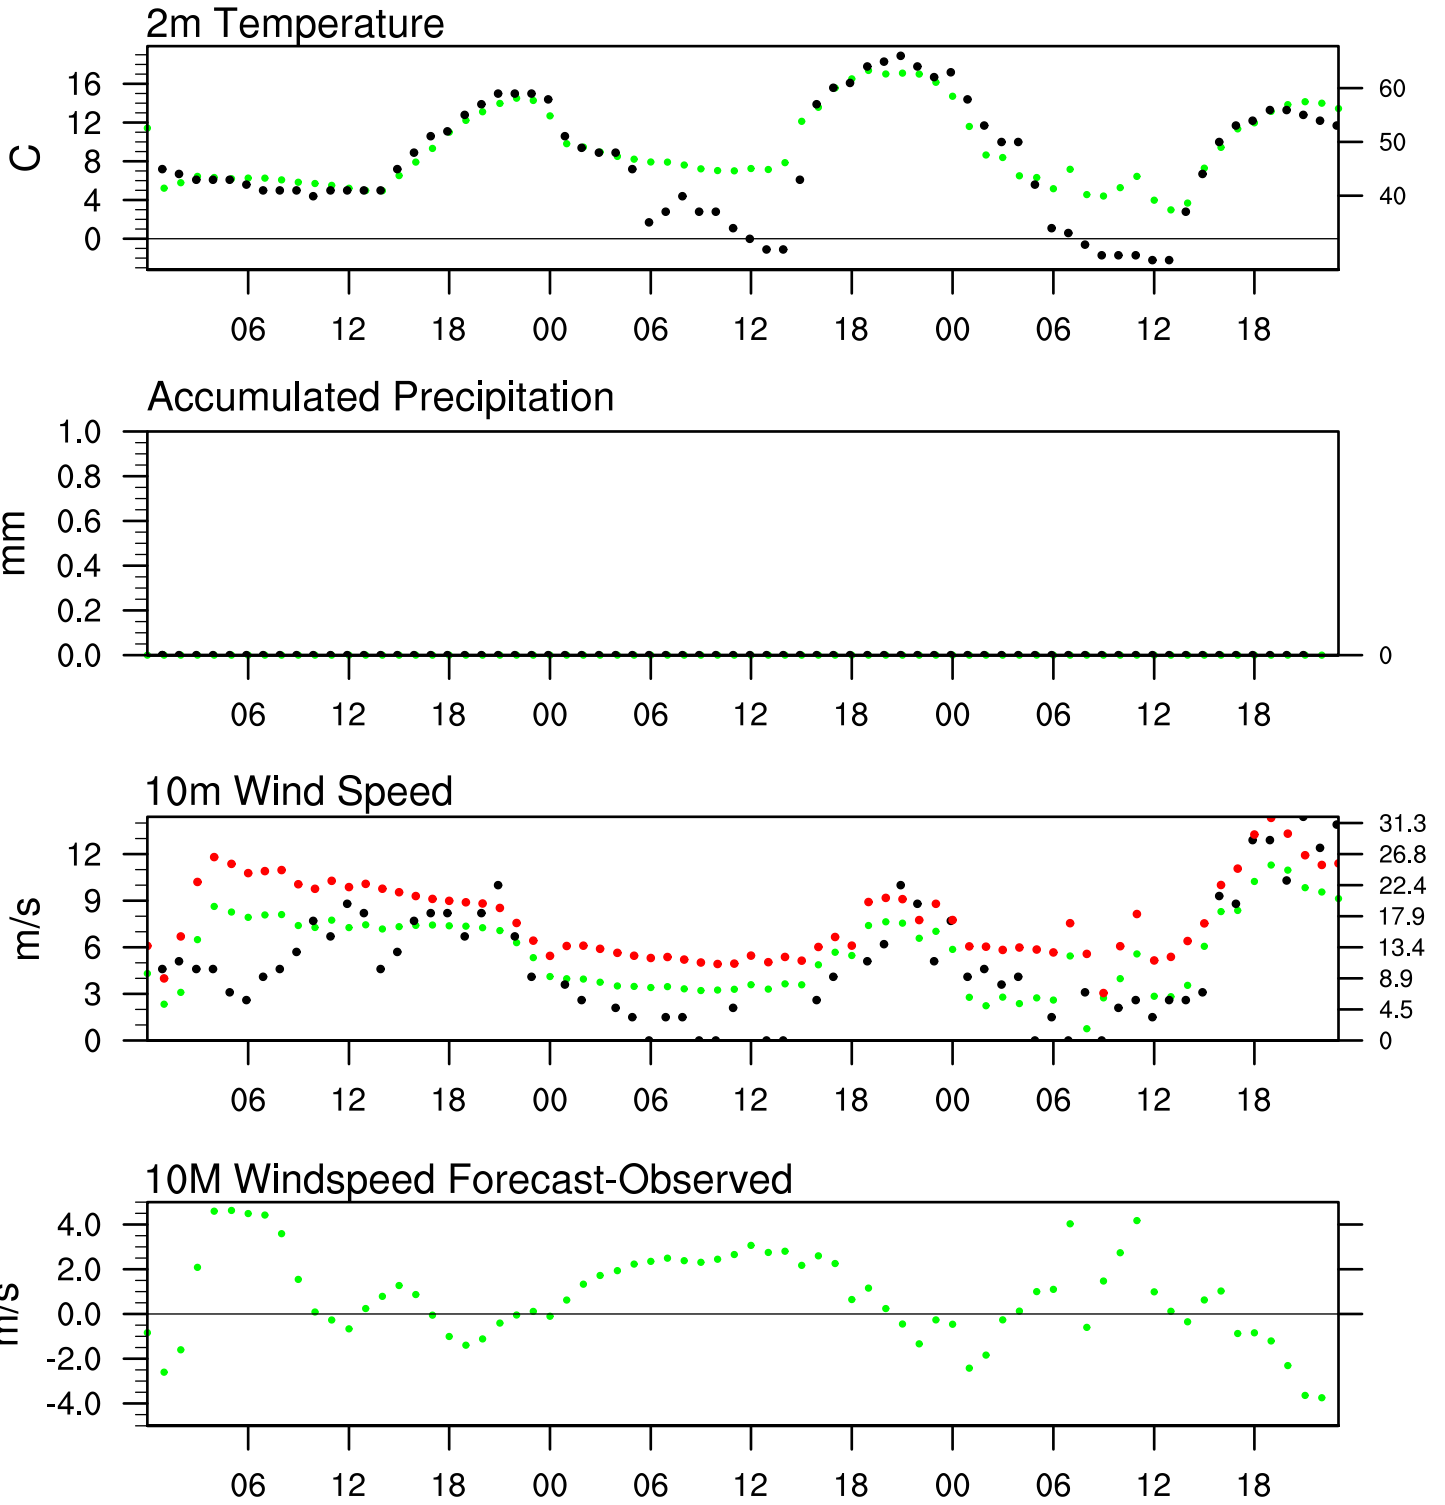 2m Temperature
16
12
8
4
0
C
60
50
40
06 12 18 00 06 12 18 00 06 12 18
Accumulated Precipitation
1.0
0.8
0.6
0.4
0.2
0.0
mm
0
06 12 18 00 06 12 18 00 06 12 18
10m Wind Speed
12
9
6
3
0
m/s
31.3
26.8
22.4
17.9
13.4
8.9
4.5
0
06 12 18 00 06 12 18 00 06 12 18
10M Windspeed Forecast-Observed
4.0
2.0
0.0
-2.0
-4.0
m/s
06 12 18 00 06 12 18 00 06 12 18